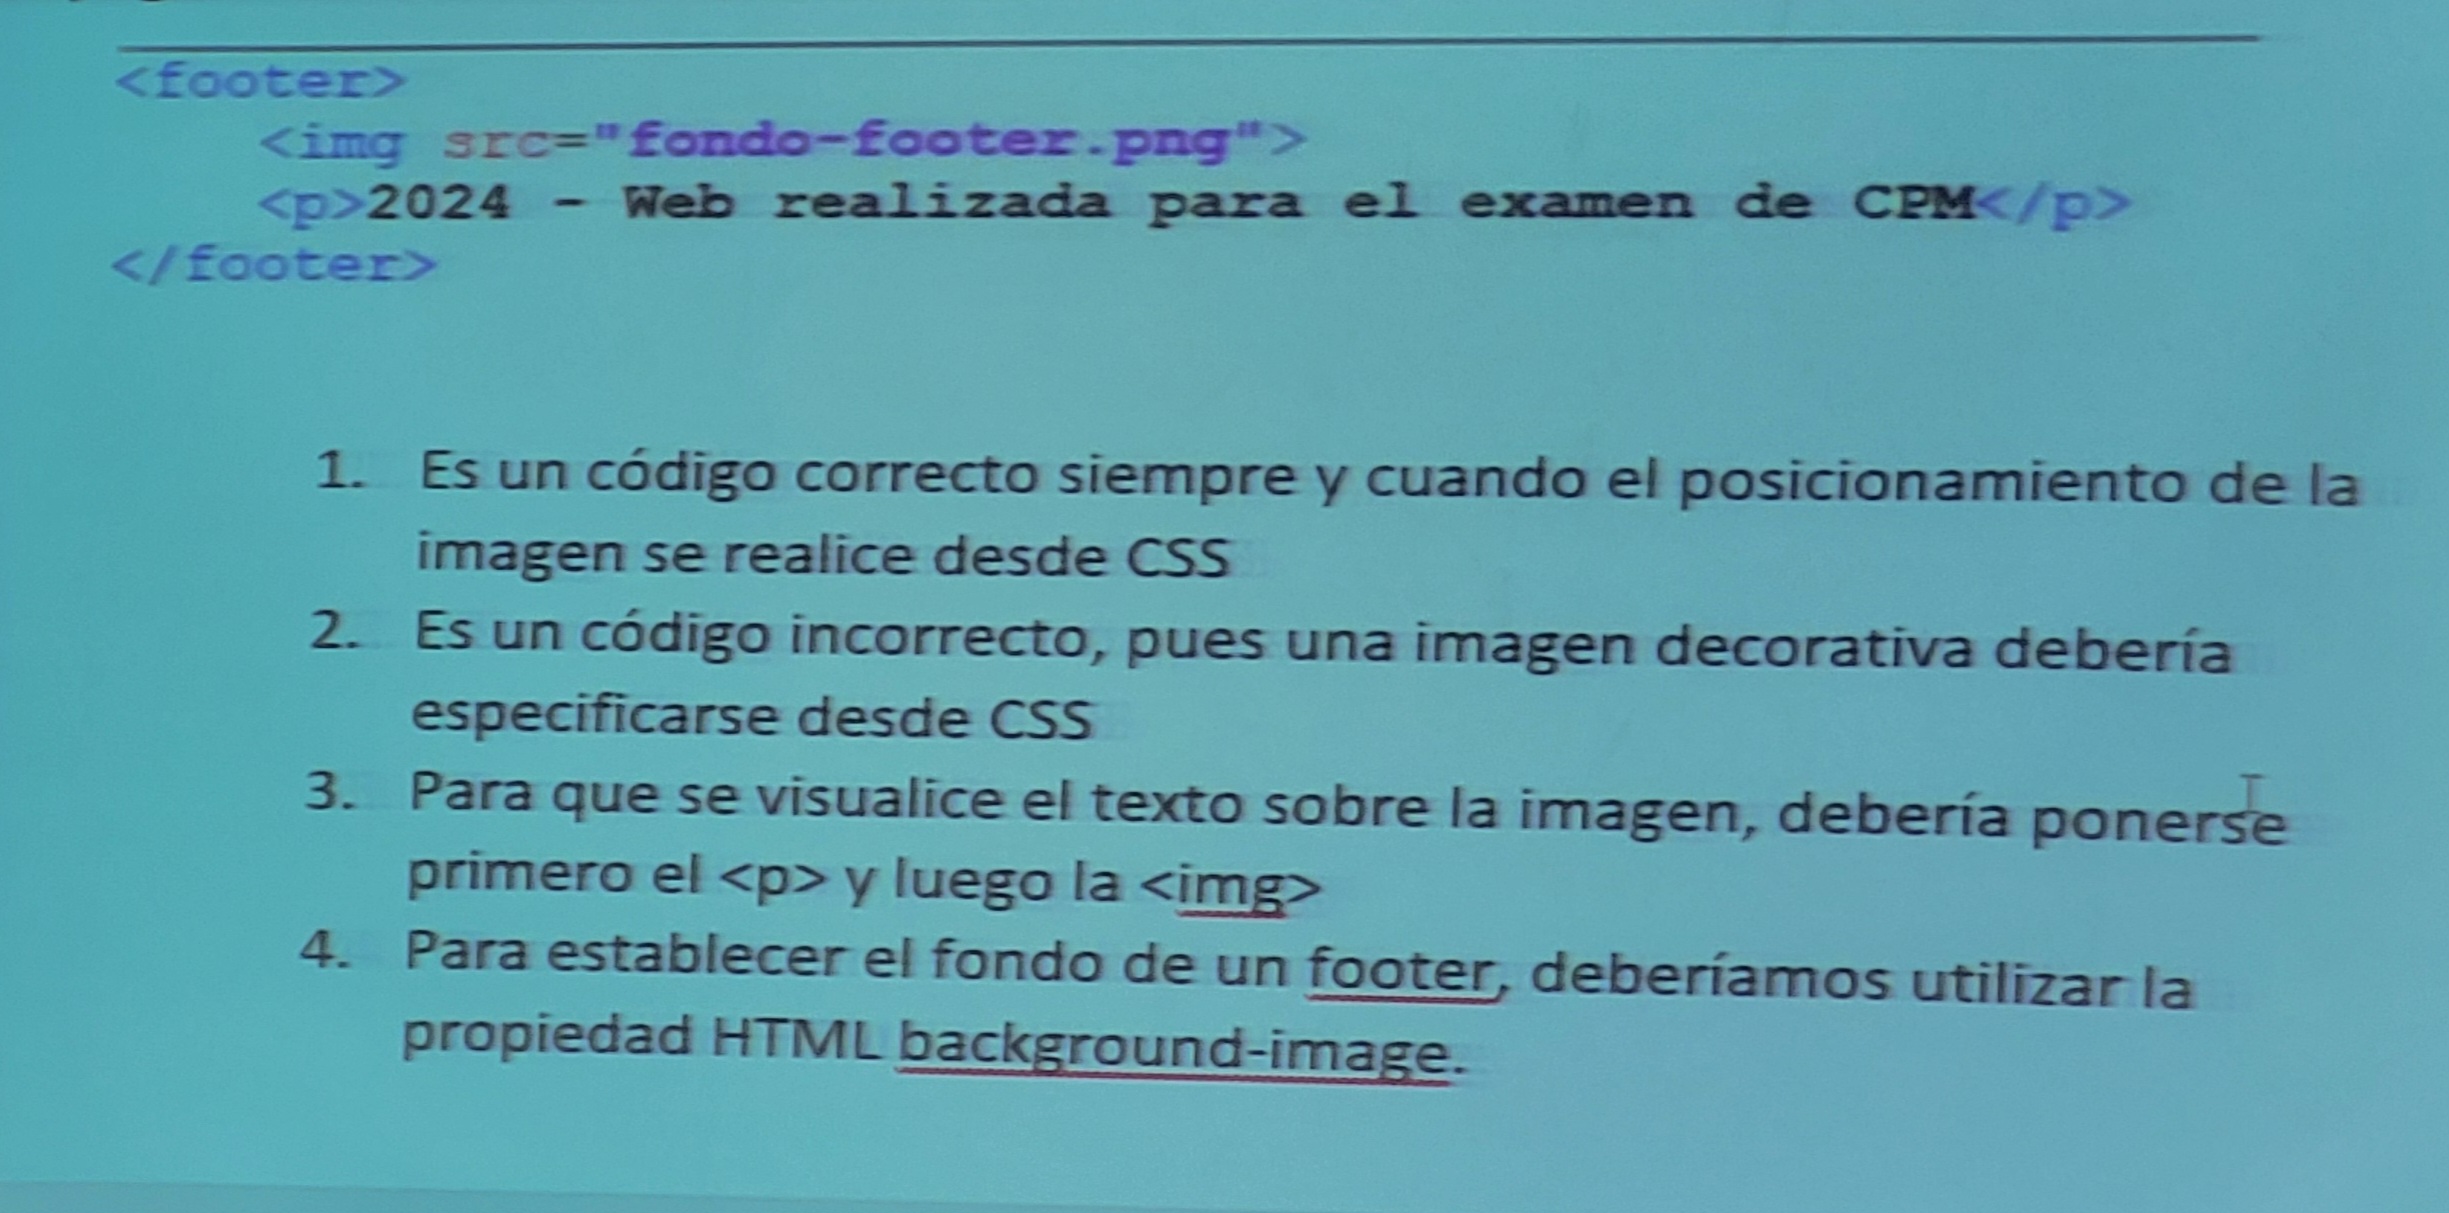 <footer>
<img src="fondo-footer.png">
<p>2024 - Web realizada para el examen de CPM</p>
</footer>
1. Es un código correcto siempre y cuando el posicionamiento de la
imagen se realice desde CSS
2. Es un código incorrecto, pues una imagen decorativa debería
especificarse desde CSS
3. Para que se visualice el texto sobre la imagen, debería ponerse
primero el <p> y luego la <img>
4. Para establecer el fondo de un footer, deberíamos utilizar la
propiedad HTML background-image.